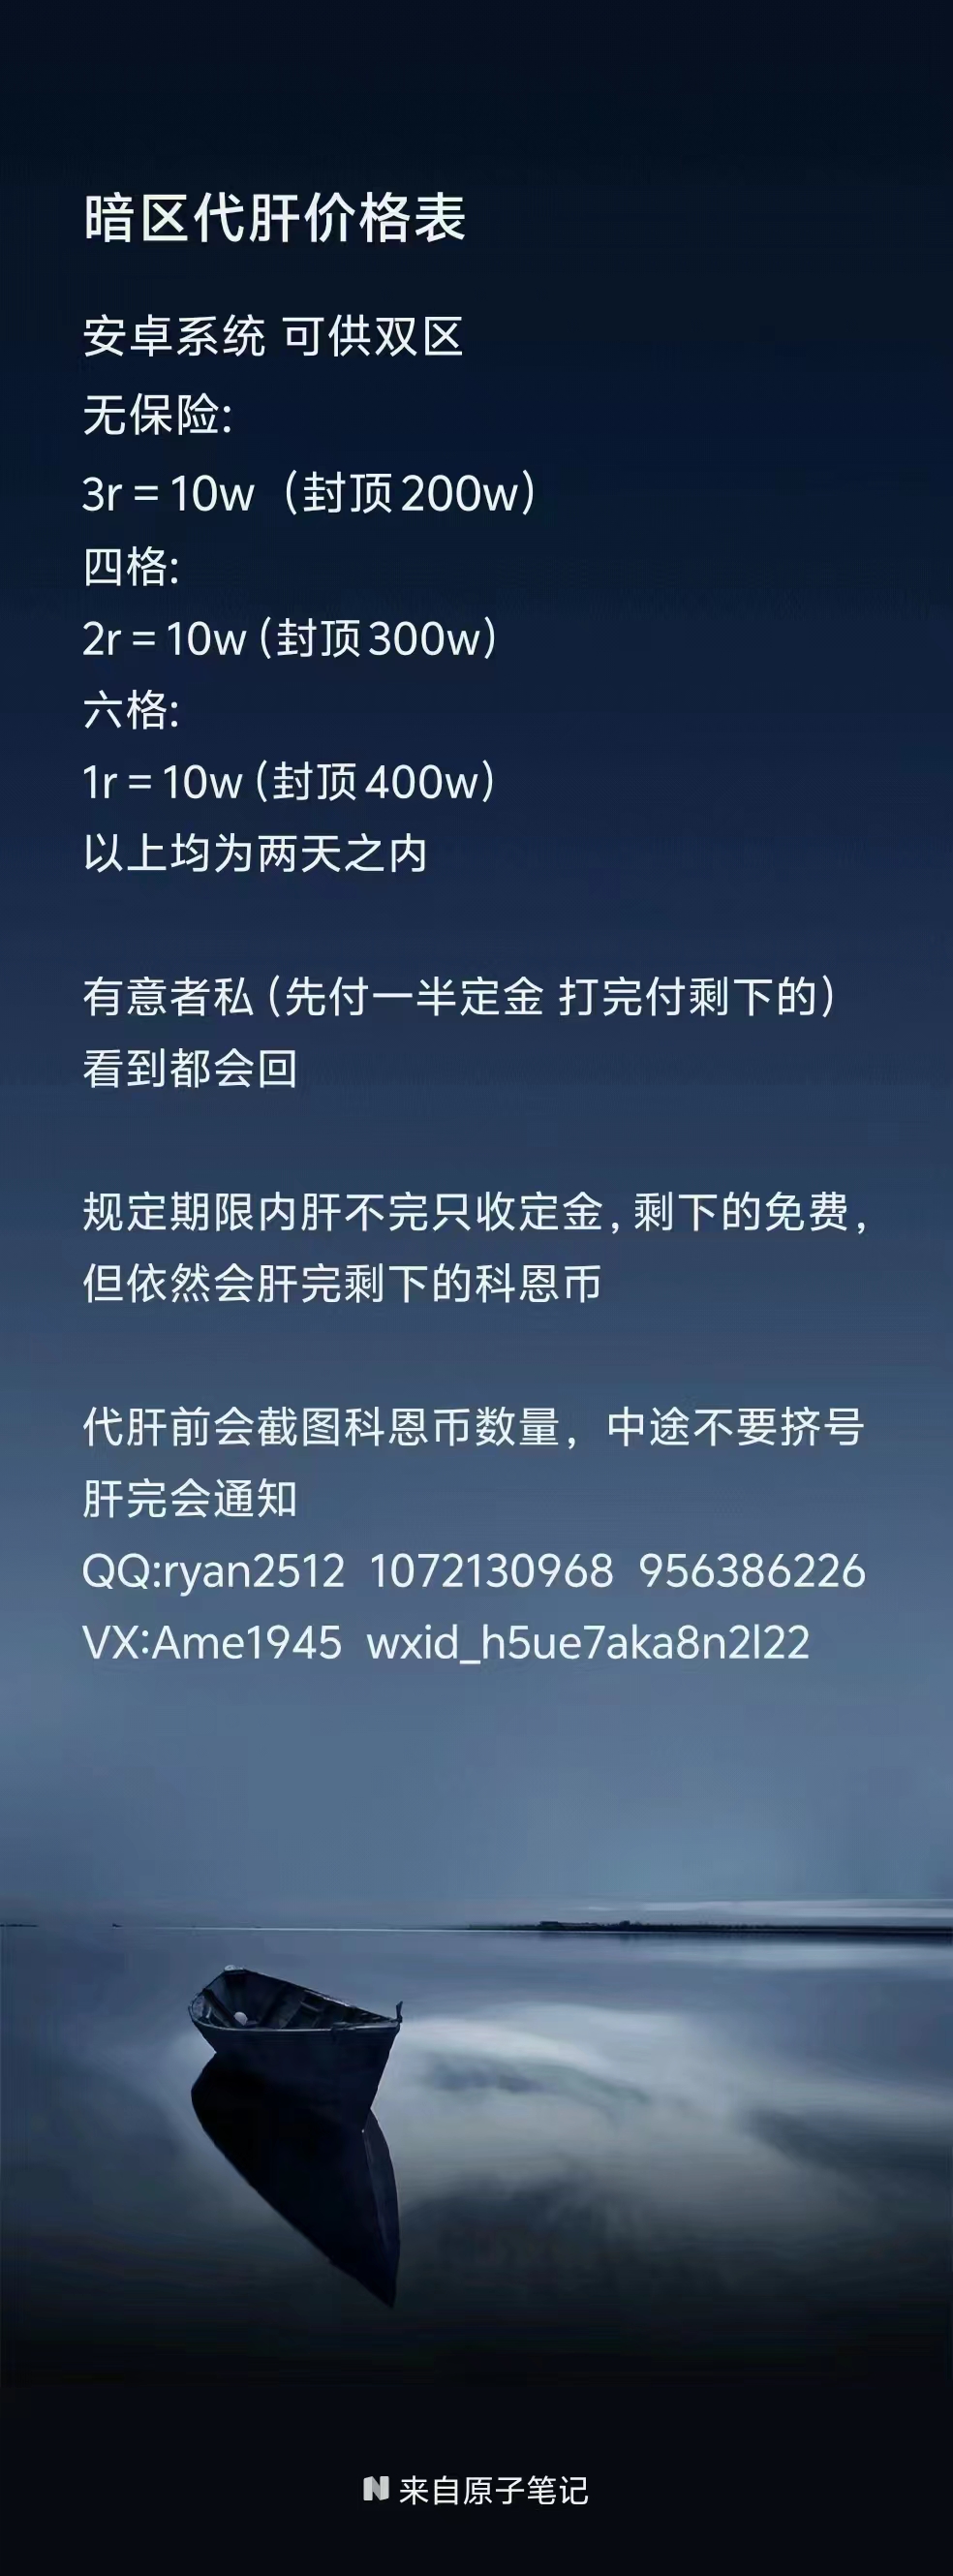 暗区代肝价格表
安卓系统 可供双区
无保险:
3r = 10w（封顶200w）
四格:
2r = 10w (封顶300w)
六格:
1r = 10w (封顶400w)
以上均为两天之内
有意者私 (先付一半定金 打完付剩下的)
看到都会回
规定期限内肝不完只收定金, 剩下的免费,
但依然会肝完剩下的科恩币
代肝前会截图科恩币数量，中途不要挤号
肝完会通知
QQ:ryan2512 1072130968 956386226
VX:Ame1945 wxid_h5ue7aka8n2l22
来自原子笔记